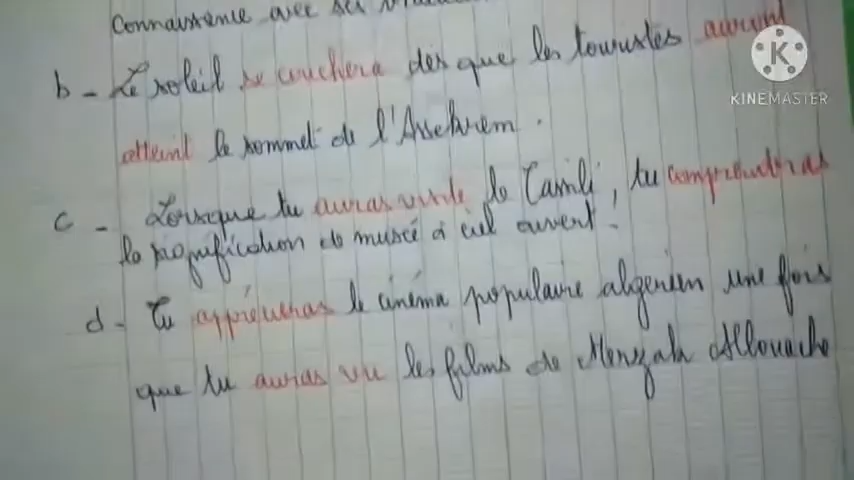 connaissance avec ses
b - Le soleil se couchera dès que les touristes auront
atteint le sommet de l'Assekrem.
c - Lorsque tu auras visité le Tassili, tu comprendras
la signification de musée à ciel ouvert.
d - Tu apprécieras le cinéma populaire algérien une fois
que tu auras vu les films de Merzak Allouache
KINEMASTER